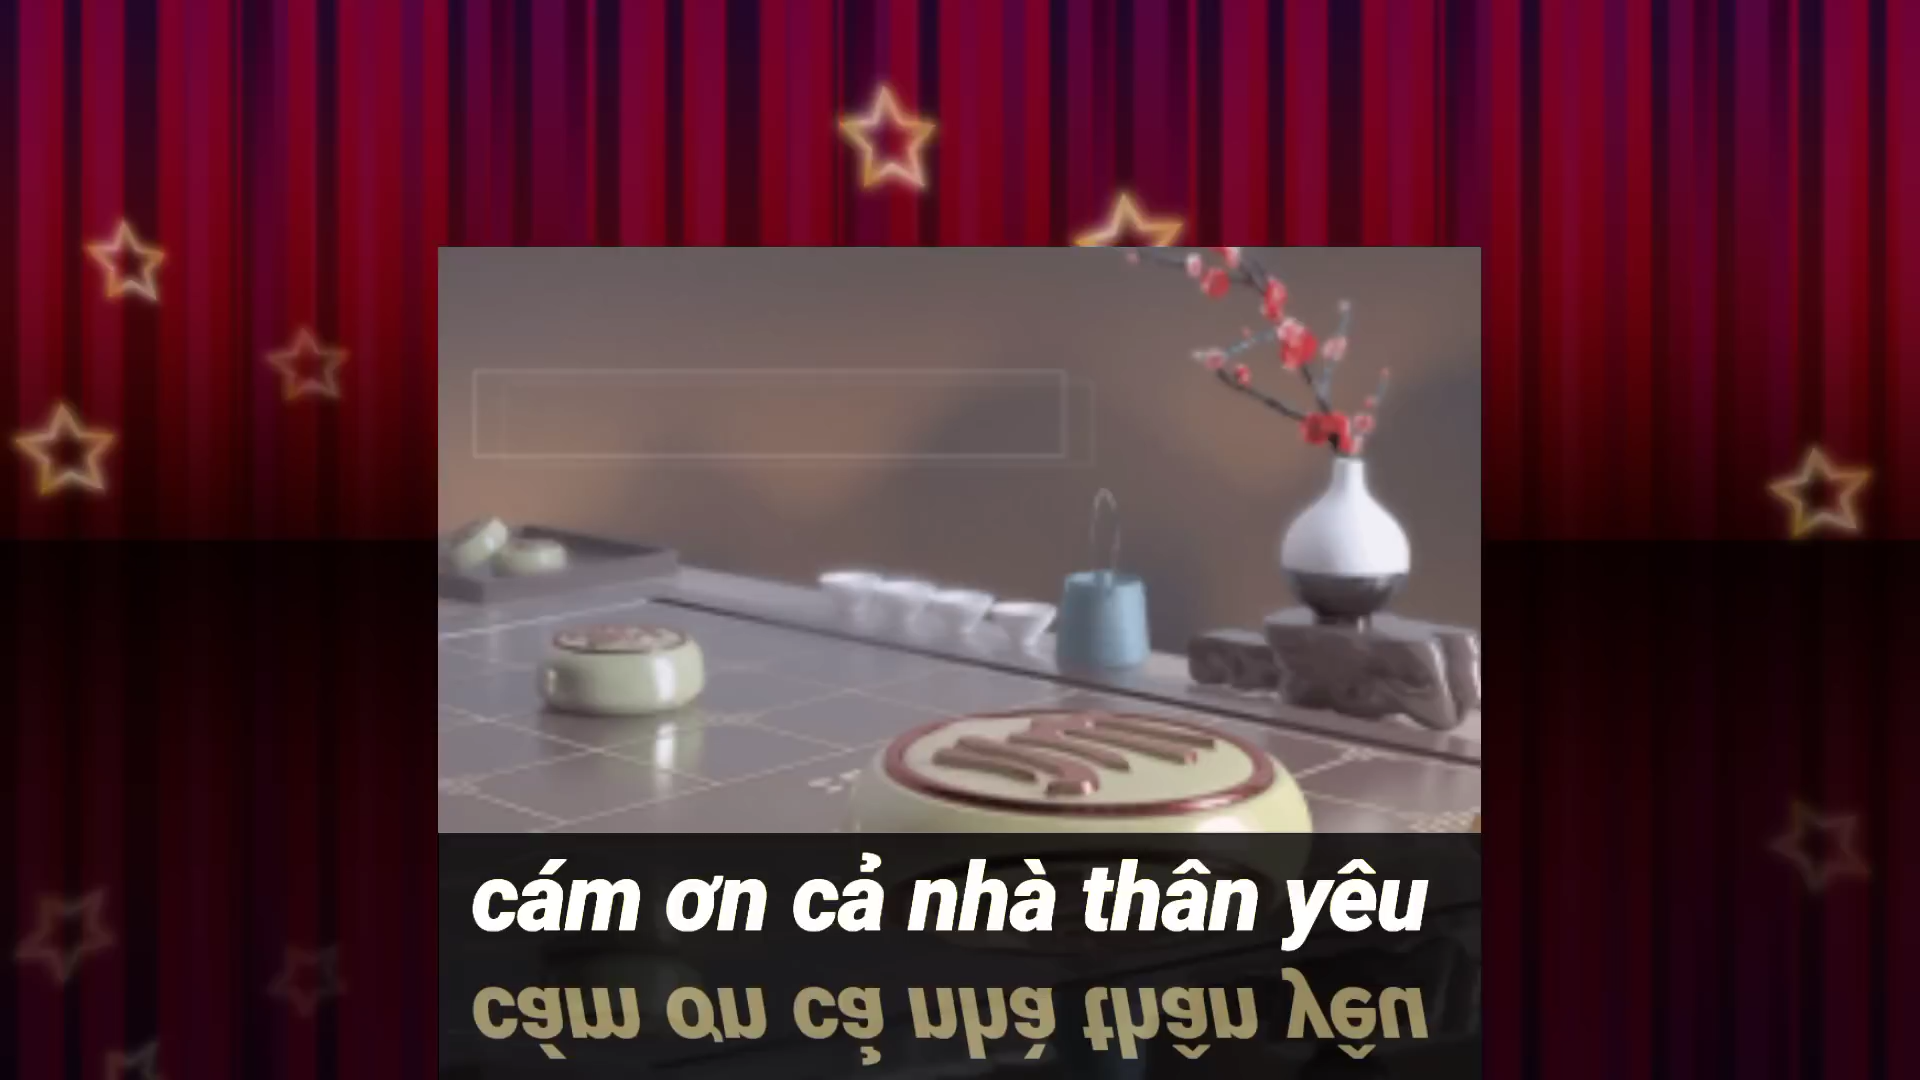 cám ơn cả nhà thân yêu